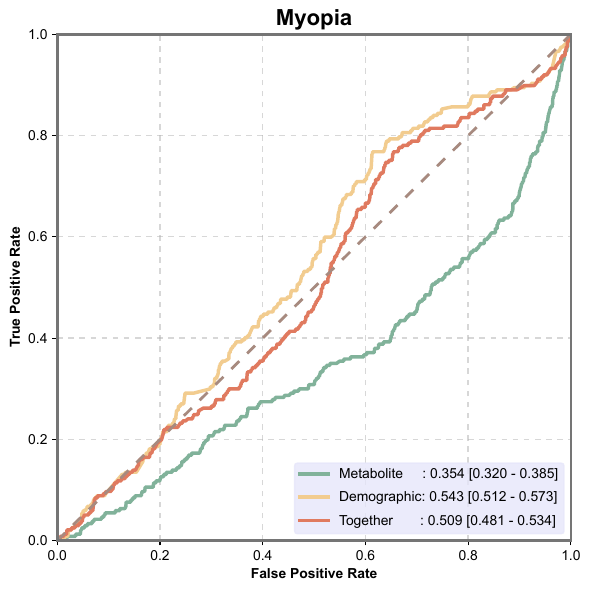 Myopia
1.0
0.8
0.6
0.4
0.2
0.0
True Positive Rate
Metabolite : 0.354 [0.320 - 0.385]
Demographic: 0.543 [0.512 - 0.573]
Together : 0.509 [0.481 - 0.534]
0.0 0.2 0.4 0.6 0.8 1.0
False Positive Rate